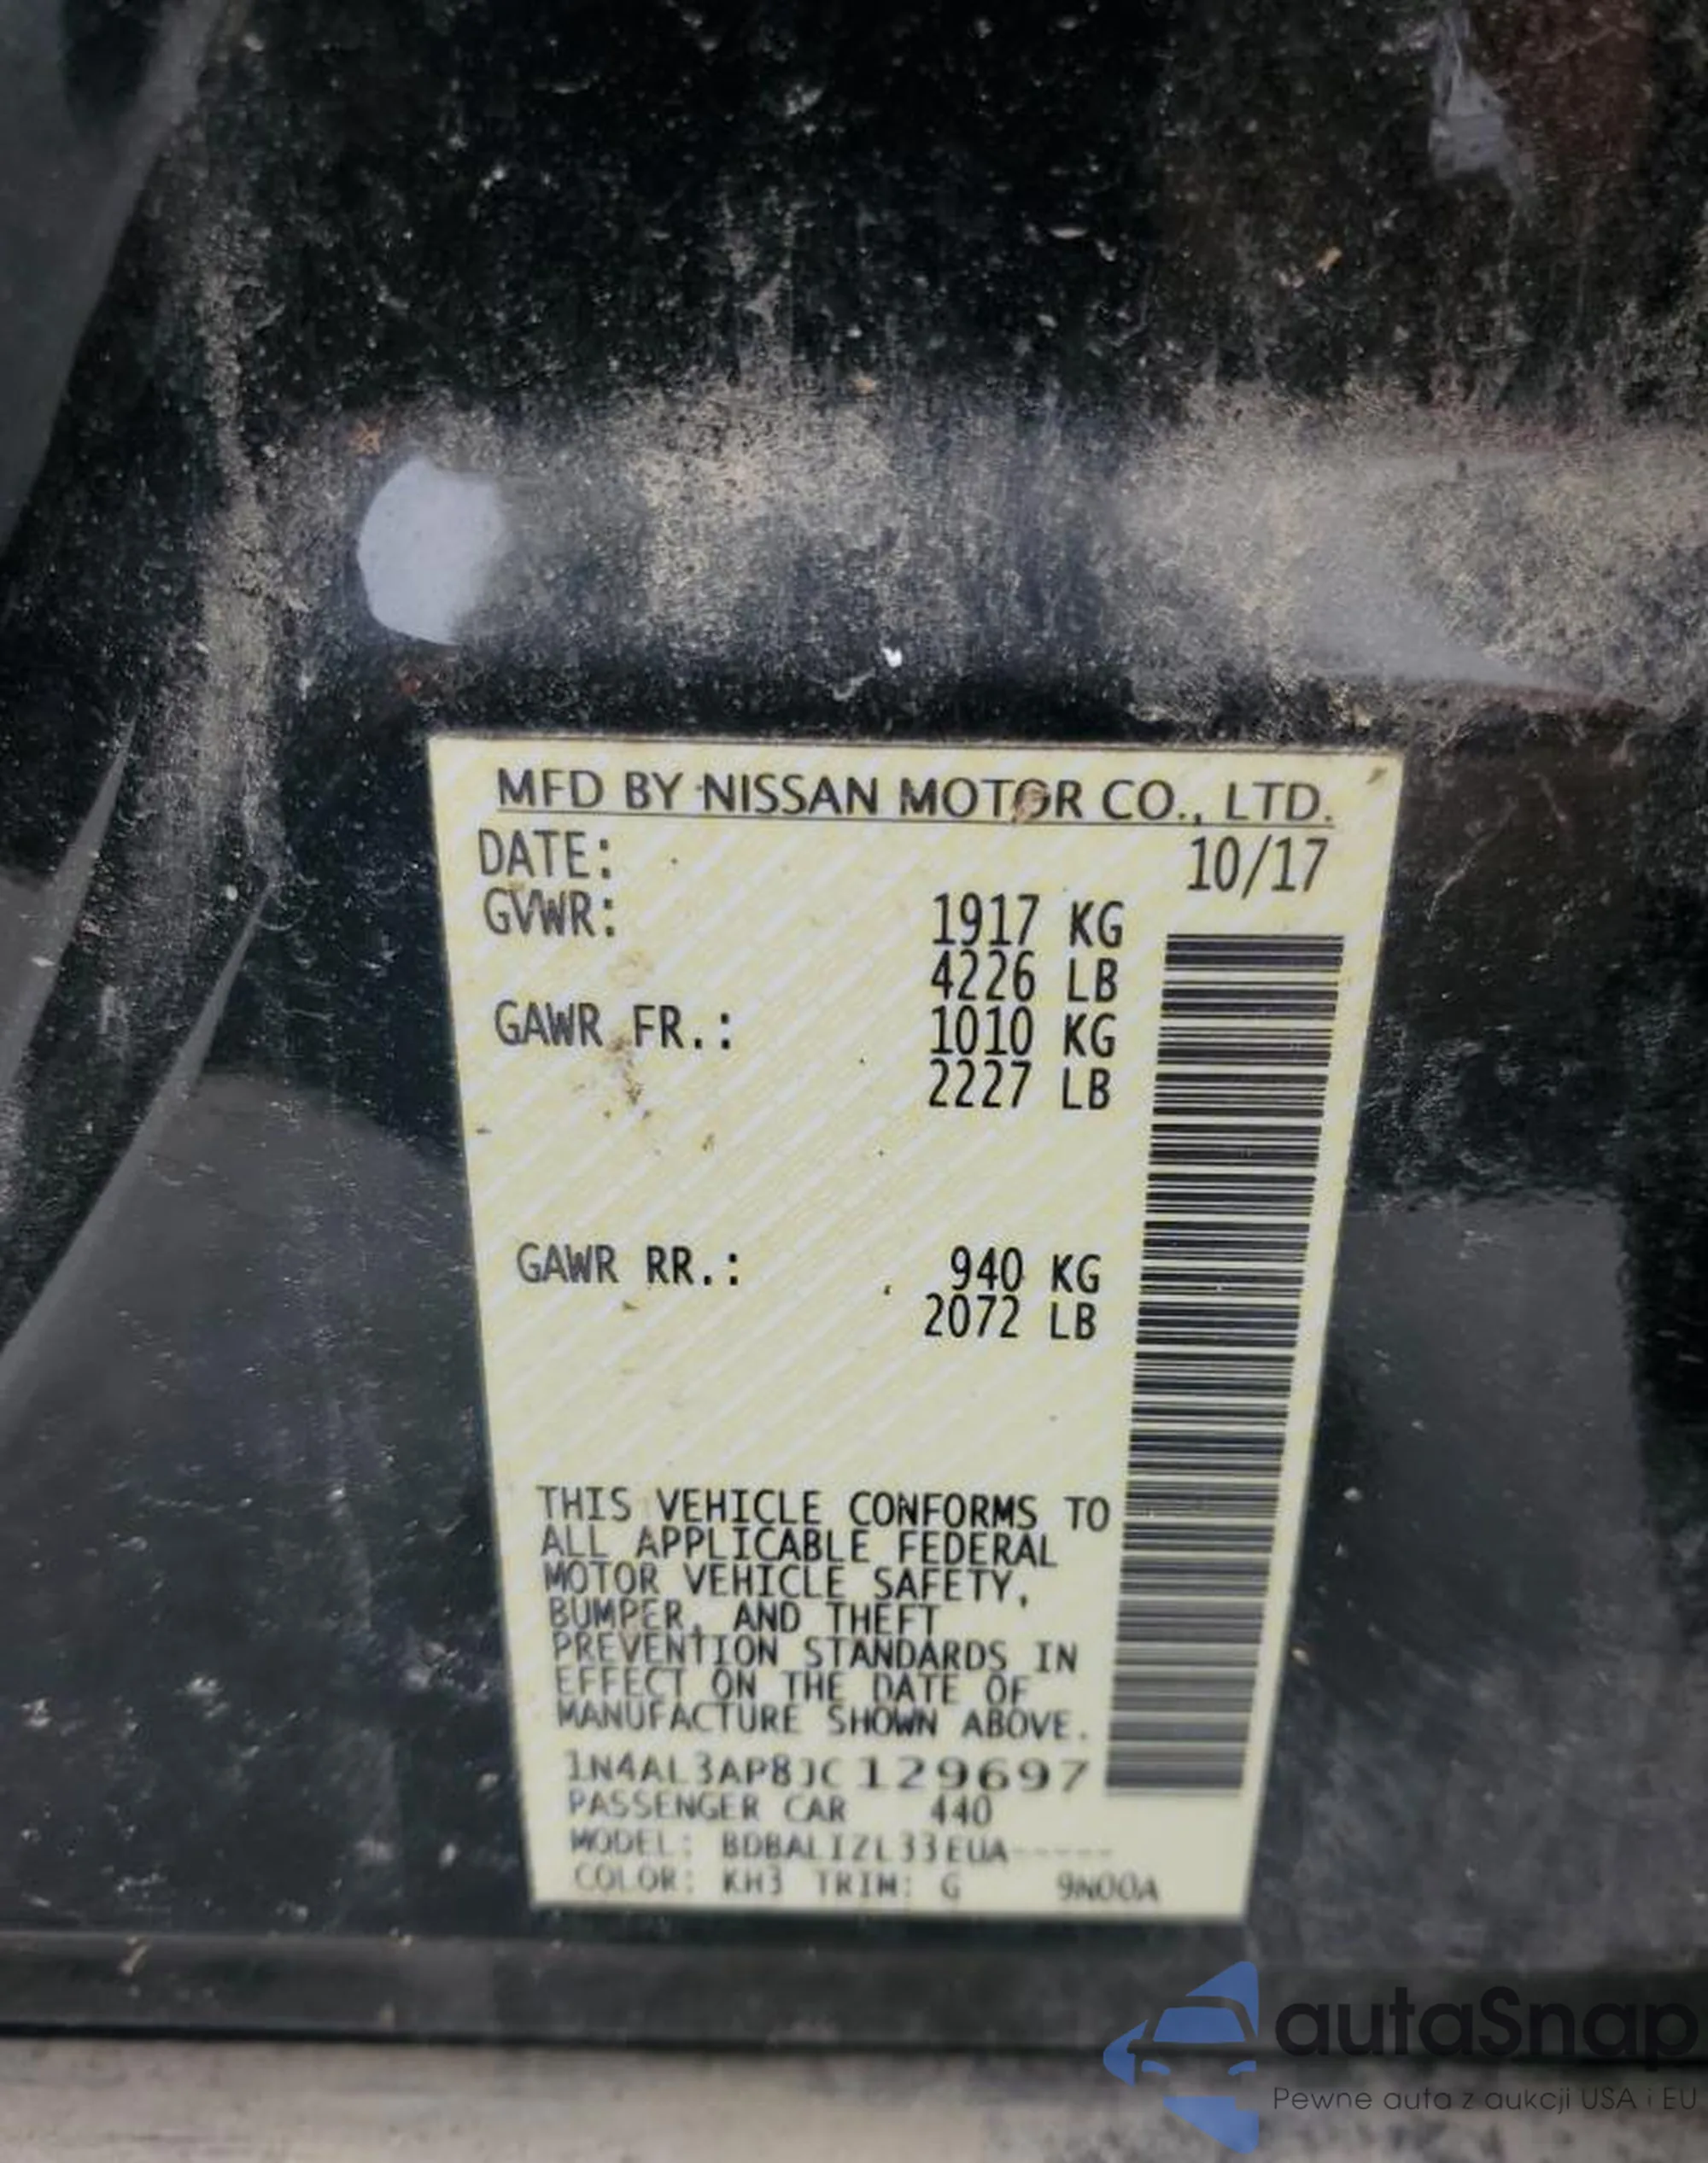 MFD BY NISSAN MOTOR CO., LTD.
DATE: 10/17
GVWR: 1917 KG
4226 LB
GAWR FR.: 1010 KG
2227 LB
GAWR RR.: 940 KG
2072 LB
THIS VEHICLE CONFORMS TO
ALL APPLICABLE FEDERAL
MOTOR VEHICLE SAFETY,
BUMPER, AND THEFT
PREVENTION STANDARDS IN
EFFECT ON THE DATE OF
MANUFACTURE SHOWN ABOVE.
1N4AL3AP8JC129697
PASSENGER CAR 440
MODEL: BDBALIZL33EUA-----
COLOR: KH3 TRIM: G 9N00A
autaSnap
Pewne auta z aukcji USA i EU